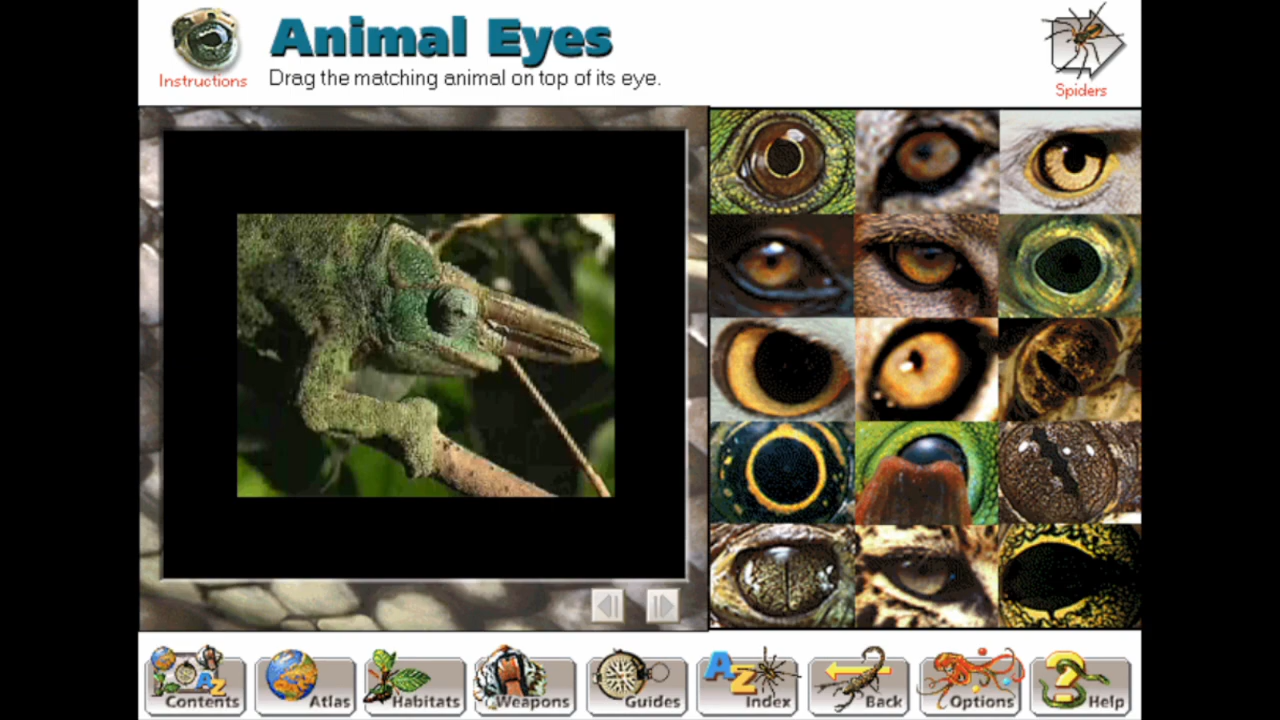 Animal Eyes
Instructions
Drag the matching animal on top of its eye.
Spiders
Contents
Atlas
Habitats
Weapons
Guides
AZ
Index
Back
Options
?
Help